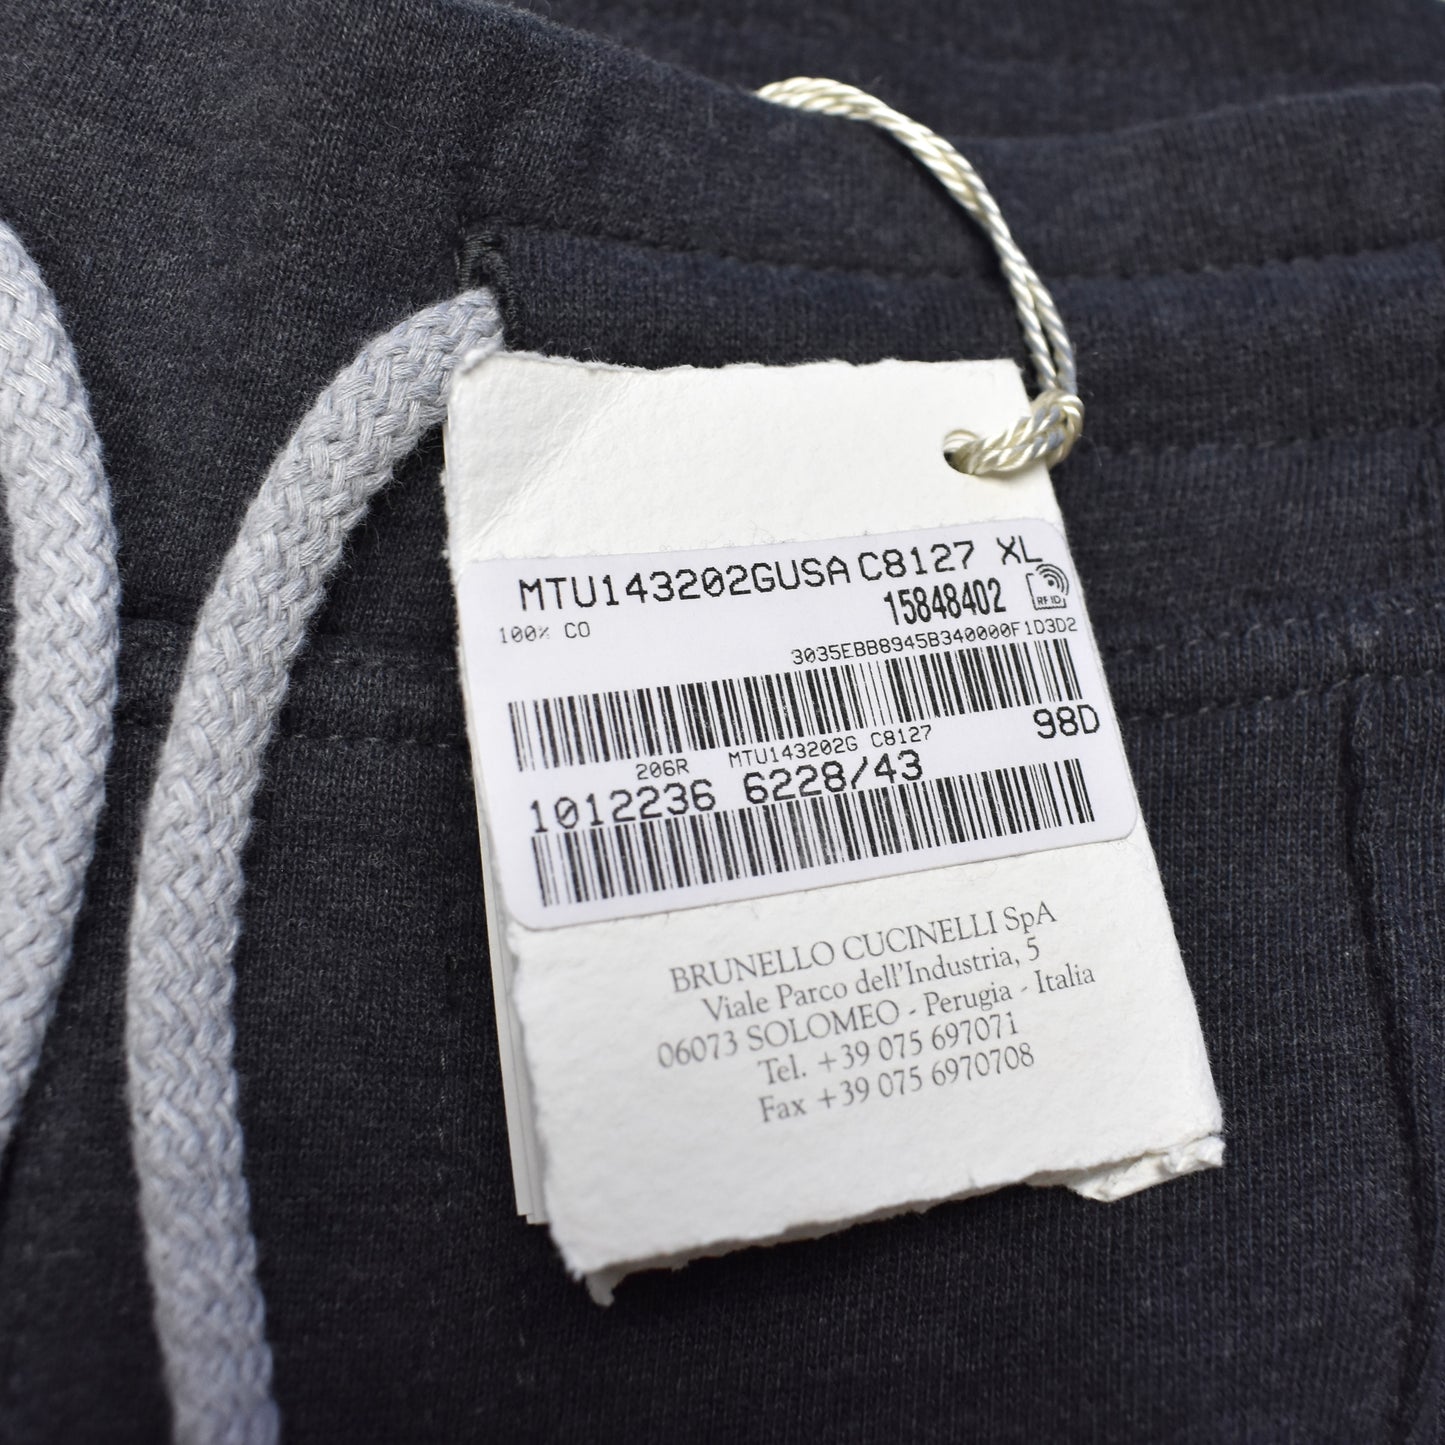 MTU143202GUSA C8127 XL
100% CO 15848402
RFID
3035EBB8945B340000F1D3D2
206R MTU143202G C8127 98D
1012236 6228/43
BRUNELLO CUCINELLI SpA
Viale Parco dell'Industria, 5
06073 SOLOMEO - Perugia - Italia
Tel. +39 075 697071
Fax +39 075 6970708